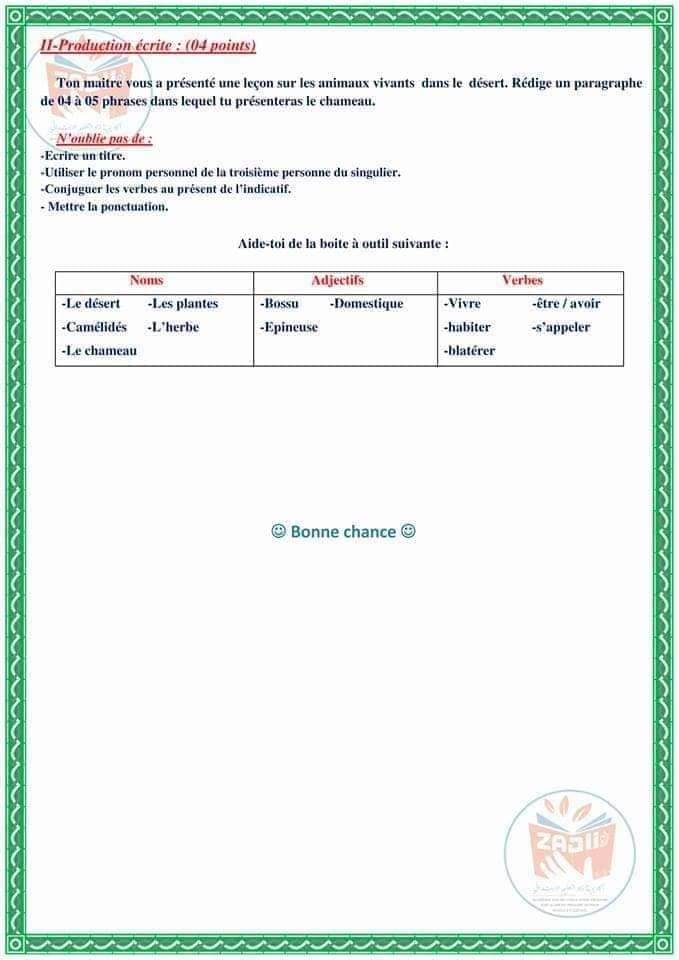 II-Production écrite : (04 points)
Ton maitre vous a présenté une leçon sur les animaux vivants dans le désert. Rédige un paragraphe
de 04 à 05 phrases dans lequel tu présenteras le chameau.
N'oublie pas de :
-Ecrire un titre.
-Utiliser le pronom personnel de la troisième personne du singulier.
-Conjuguer les verbes au présent de l'indicatif.
- Mettre la ponctuation.
Aide-toi de la boite à outil suivante :
Noms Adjectifs Verbes
-Le désert -Les plantes -Bossu -Domestique -Vivre -être / avoir
-Camélidés -L'herbe -Epineuse -habiter -s'appeler
-Le chameau -blatérer
☺ Bonne chance ☺
ZAD